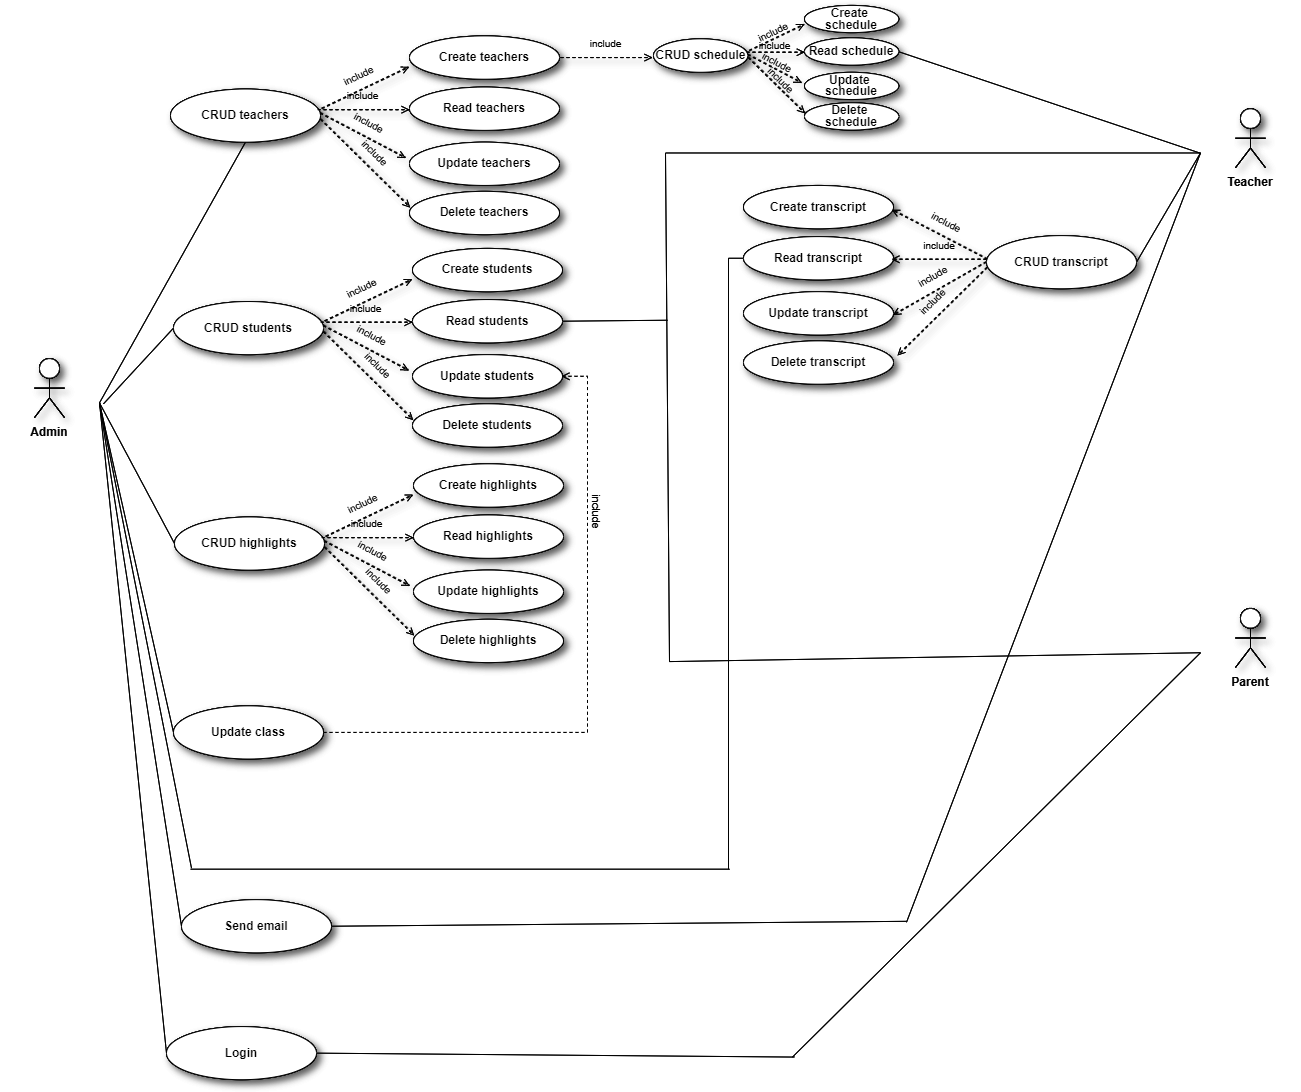 Create
schedule
include
Create teachers
include
CRUD schedule
include
Read schedule
include
include
Update
schedule
include
CRUD teachers
include
Read teachers
Delete
schedule
include
include
Update teachers
Delete teachers
Teacher
Create transcript
include
Read transcript
include
CRUD transcript
include
Update transcript
include
Delete transcript
Create students
include
CRUD students
include
Read students
include
include
Update students
Delete students
Admin
Create highlights
include
CRUD highlights
include
Read highlights
include
include
Update highlights
Delete highlights
include
Parent
Update class
Send email
Login